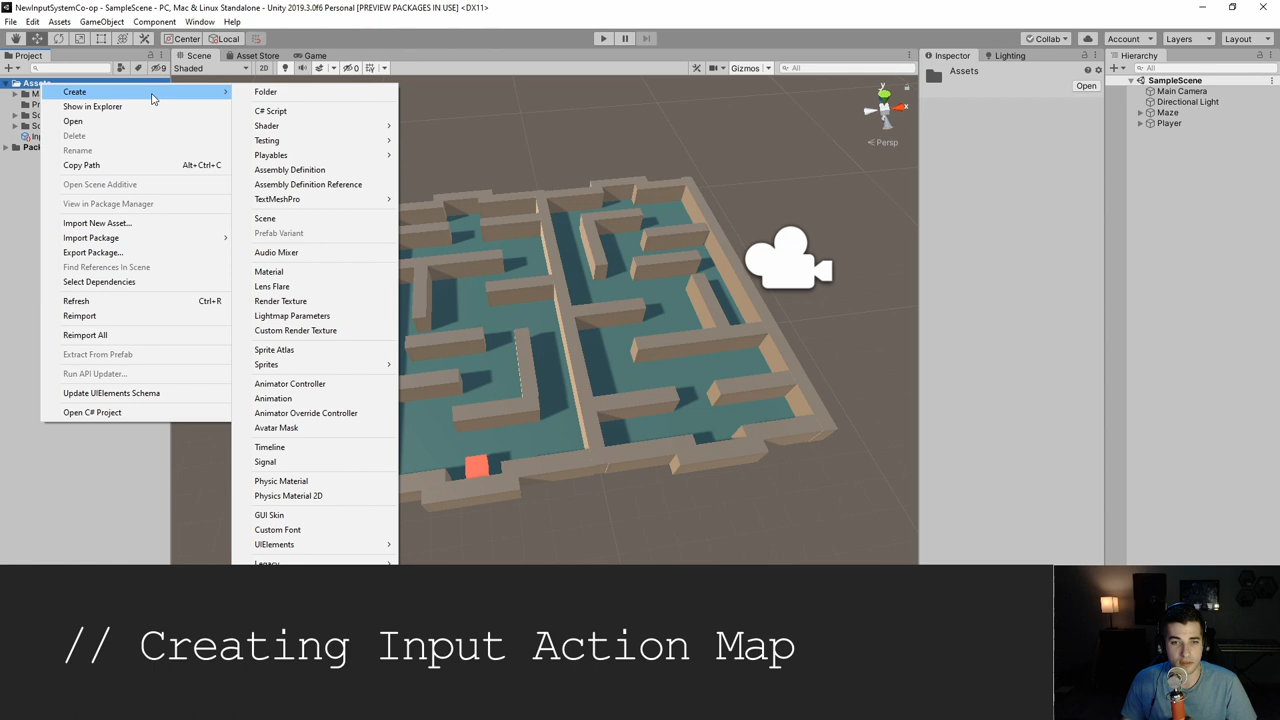 NewInputSystemCo-op - SampleScene - PC, Mac & Linux Standalone - Unity 2019.3.0f6 Personal [PREVIEW PACKAGES IN USE] <DX11>
File Edit Assets GameObject Component Window Help
Center Local Collab Account Layers Layout
Project Scene Asset Store Game Inspector Lighting Hierarchy
9 Shaded 2D 0 Gizmos All All
Assets
Assets
Open
SampleScene
Main Camera
Directional Light
Maze
Player
Pack
Create
Show in Explorer
Open
Delete
Rename
Copy Path Alt+Ctrl+C
Open Scene Additive
View in Package Manager
Import New Asset...
Import Package
Export Package...
Find References In Scene
Select Dependencies
Refresh Ctrl+R
Reimport
Reimport All
Extract From Prefab
Run API Updater...
Update UIElements Schema
Open C# Project
Folder
C# Script
Shader
Testing
Playables
Assembly Definition
Assembly Definition Reference
TextMeshPro
Scene
Prefab Variant
Audio Mixer
Material
Lens Flare
Render Texture
Lightmap Parameters
Custom Render Texture
Sprite Atlas
Sprites
Animator Controller
Animation
Animator Override Controller
Avatar Mask
Timeline
Signal
Physic Material
Physics Material 2D
GUI Skin
Custom Font
UIElements
Legacy
y
x
Persp
// Creating Input Action Map